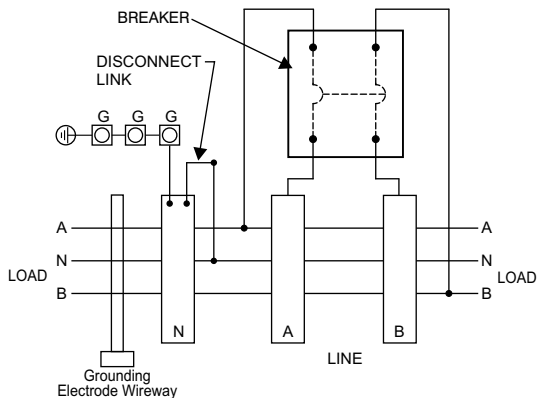 BREAKER
DISCONNECT
LINK
G G G
A A
N N
LOAD LOAD
B B
N A B
LINE
Grounding
Electrode Wireway